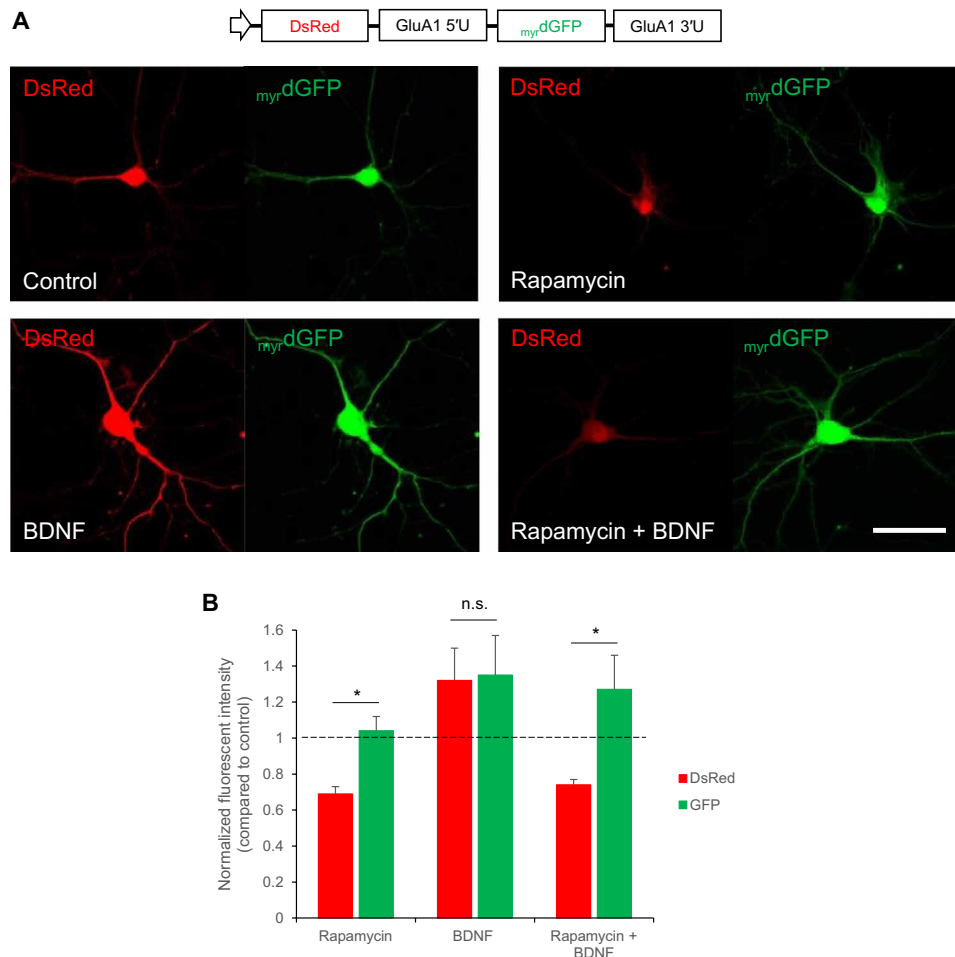 A
DsRed GluA1 5′U myrdGFP GluA1 3′U
DsRed myrdGFP
Control
DsRed myrdGFP
Rapamycin
DsRed myrdGFP
BDNF
DsRed myrdGFP
Rapamycin + BDNF
B
Normalized fluorescent intensity
(compared to control)
1.6
1.4
1.2
1
0.8
0.6
0.4
0.2
0
*
n.s.
*
Rapamycin
BDNF
Rapamycin +
BDNF
DsRed
GFP